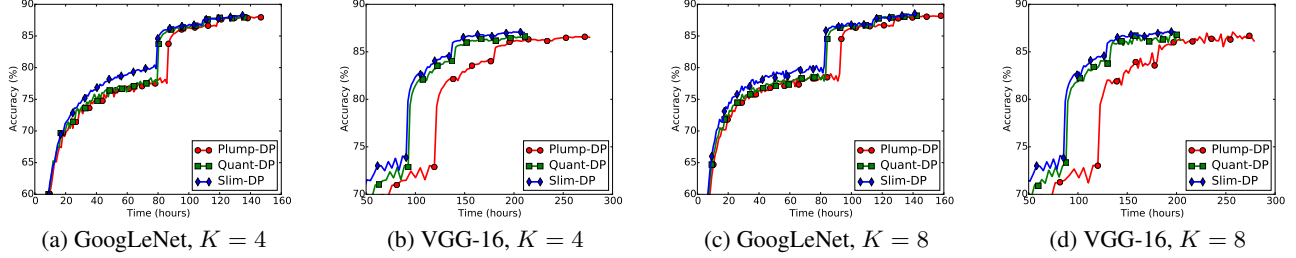 90
85
80
75
70
65
60
Accuracy (%)
0 20 40 60 80 100 120 140 160
Time (hours)
Plump-DP
Quant-DP
Slim-DP
(a) GoogLeNet, K = 4
90
85
80
75
70
Accuracy (%)
50 100 150 200 250 300
Time (hours)
Plump-DP
Quant-DP
Slim-DP
(b) VGG-16, K = 4
90
85
80
75
70
65
60
Accuracy (%)
0 20 40 60 80 100 120 140 160
Time (hours)
Plump-DP
Quant-DP
Slim-DP
(c) GoogLeNet, K = 8
90
85
80
75
70
Accuracy (%)
50 100 150 200 250 300
Time (hours)
Plump-DP
Quant-DP
Slim-DP
(d) VGG-16, K = 8